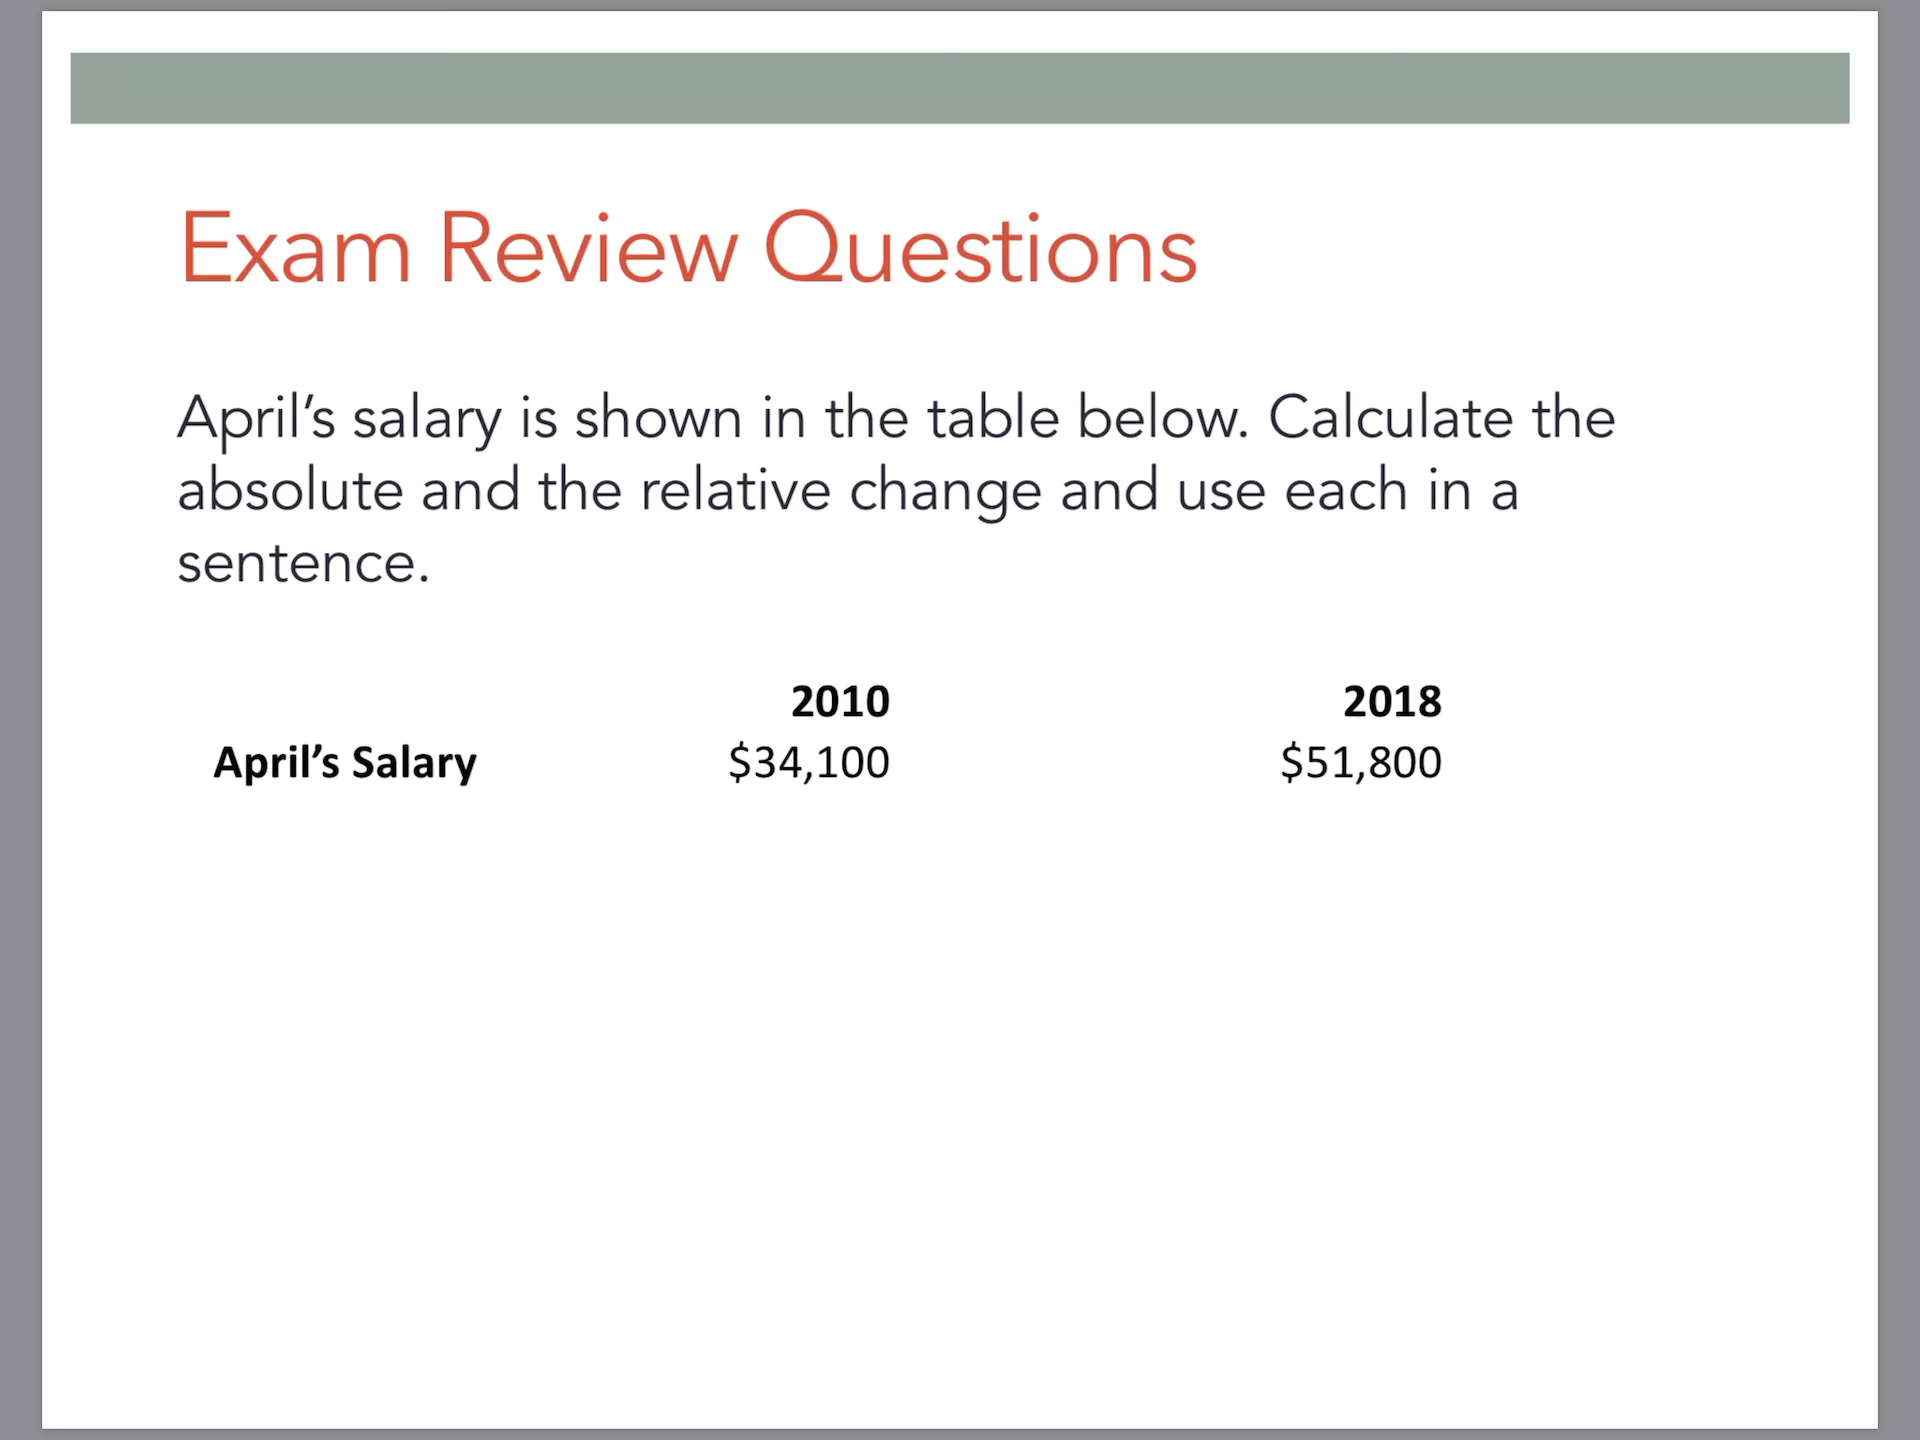 Exam Review Questions
April’s salary is shown in the table below. Calculate the
absolute and the relative change and use each in a
sentence.
2010 2018
April’s Salary $34,100 $51,800